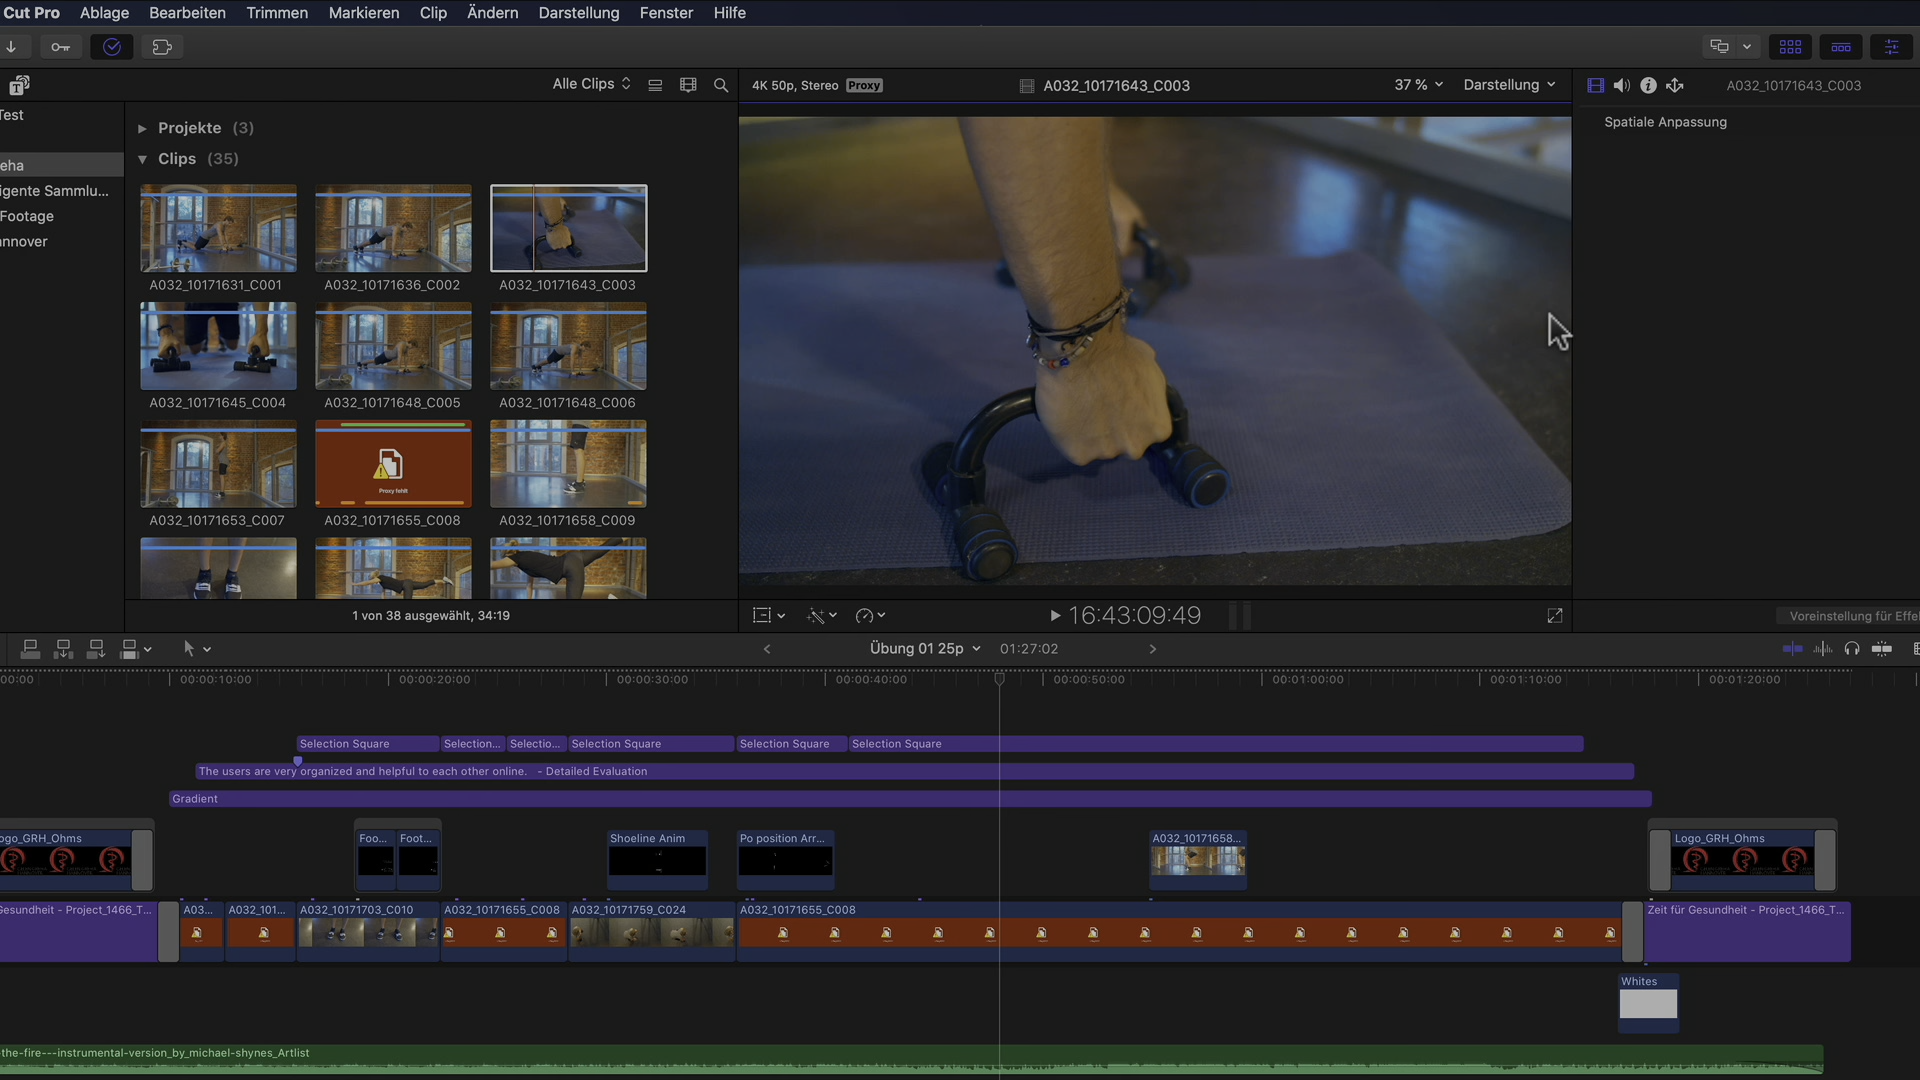 Cut Pro Ablage Bearbeiten Trimmen Markieren Clip Ändern Darstellung Fenster Hilfe
Alle Clips
4K 50p, Stereo Proxy
A032_10171643_C003
37 %
Darstellung
A032_10171643_C003
Test
eha
igente Sammlu...
Footage
annover
Projekte (3)
Clips (35)
A032_10171631_C001
A032_10171636_C002
A032_10171643_C003
A032_10171645_C004
A032_10171648_C005
A032_10171648_C006
Proxy fehlt
A032_10171653_C007
A032_10171655_C008
A032_10171658_C009
1 von 38 ausgewählt, 34:19
Spatiale Anpassung
16:43:09:49
Voreinstellung für Effe
Übung 01 25p
01:27:02
00:00 00:00:10:00 00:00:20:00 00:00:30:00 00:00:40:00 00:00:50:00 00:01:00:00 00:01:10:00 00:01:20:00
Selection Square Selection... Selectio... Selection Square Selection Square Selection Square
The users are very organized and helpful to each other online. - Detailed Evaluation
Gradient
ogo_GRH_Ohms Foo... Foot... Shoeline Anim Po position Arr... A032_10171658... Logo_GRH_Ohms
Gesundheit - Project_1466_T... A03... A032_101... A032_10171703_C010 A032_10171655_C008 A032_10171759_C024 A032_10171655_C008 Zeit für Gesundheit - Project_1466_T...
Whites
-the-fire---instrumental-version_by_michael-shynes_Artlist